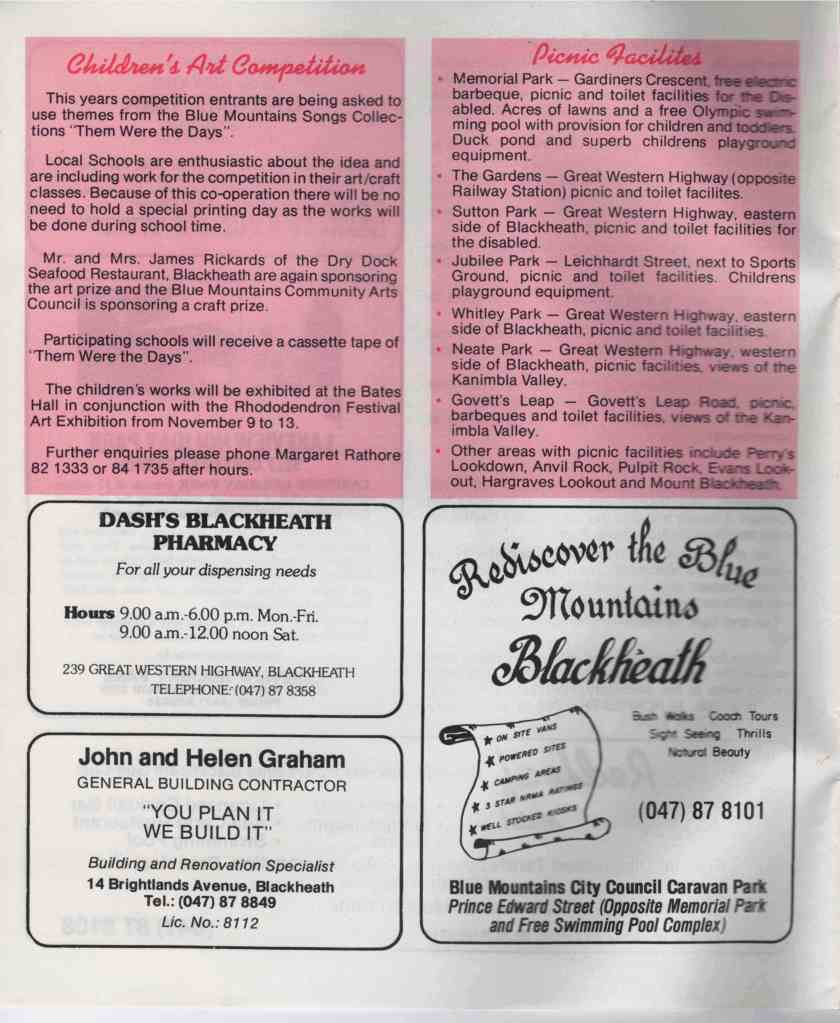 Children's Art Competition
This years competition entrants are being asked to
use themes from the Blue Mountains Songs Collec-
tions "Them Were the Days".
Local Schools are enthusiastic about the idea and
are including work for the competition in their art/craft
classes. Because of this co-operation there will be no
need to hold a special printing day as the works will
be done during school time.
Mr. and Mrs. James Rickards of the Dry Dock
Seafood Restaurant, Blackheath are again sponsoring
the art prize and the Blue Mountains Community Arts
Council is sponsoring a craft prize.
Participating schools will receive a cassette tape of
"Them Were the Days".
The children's works will be exhibited at the Bates
Hall in conjunction with the Rhododendron Festival
Art Exhibition from November 9 to 13.
Further enquiries please phone Margaret Rathore
82 1333 or 84 1735 after hours.
Picnic Facilites
• Memorial Park — Gardiners Crescent, free electric
barbeque, picnic and toilet facilities for the Dis-
abled. Acres of lawns and a free Olympic swim-
ming pool with provision for children and toddlers.
Duck pond and superb childrens playground
equipment.
• The Gardens — Great Western Highway (opposite
Railway Station) picnic and toilet facilites.
• Sutton Park — Great Western Highway, eastern
side of Blackheath, picnic and toilet facilities for
the disabled.
• Jubilee Park — Leichhardt Street, next to Sports
Ground, picnic and toilet facilities. Childrens
playground equipment.
• Whitley Park — Great Western Highway, eastern
side of Blackheath, picnic and toilet facilities.
• Neate Park — Great Western Highway, western
side of Blackheath, picnic facilities, views of the
Kanimbla Valley.
• Govett's Leap — Govett's Leap Road, picnic,
barbeques and toilet facilities, views of the Kan-
imbla Valley.
• Other areas with picnic facilities include Perry's
Lookdown, Anvil Rock, Pulpit Rock, Evans Look-
out, Hargraves Lookout and Mount Blackheath.
DASH'S BLACKHEATH
PHARMACY
For all your dispensing needs
Hours 9.00 a.m.-6.00 p.m. Mon.-Fri.
9.00 a.m.-12.00 noon Sat.
239 GREAT WESTERN HIGHWAY, BLACKHEATH
TELEPHONE: (047) 87 8358
John and Helen Graham
GENERAL BUILDING CONTRACTOR
"YOU PLAN IT
WE BUILD IT"
Building and Renovation Specialist
14 Brightlands Avenue, Blackheath
Tel.: (047) 87 8849
Lic. No.: 8112
Rediscover the Blue
Mountains
Blackheath
★ ON SITE VANS
★ POWERED SITES
★ CAMPING AREAS
★ 3 STAR NRMA RATINGS
★ WELL STOCKED KIOSKS
Bush Walks Coach Tours
Sight Seeing Thrills
Natural Beauty
(047) 87 8101
Blue Mountains City Council Caravan Park
Prince Edward Street (Opposite Memorial Park
and Free Swimming Pool Complex)